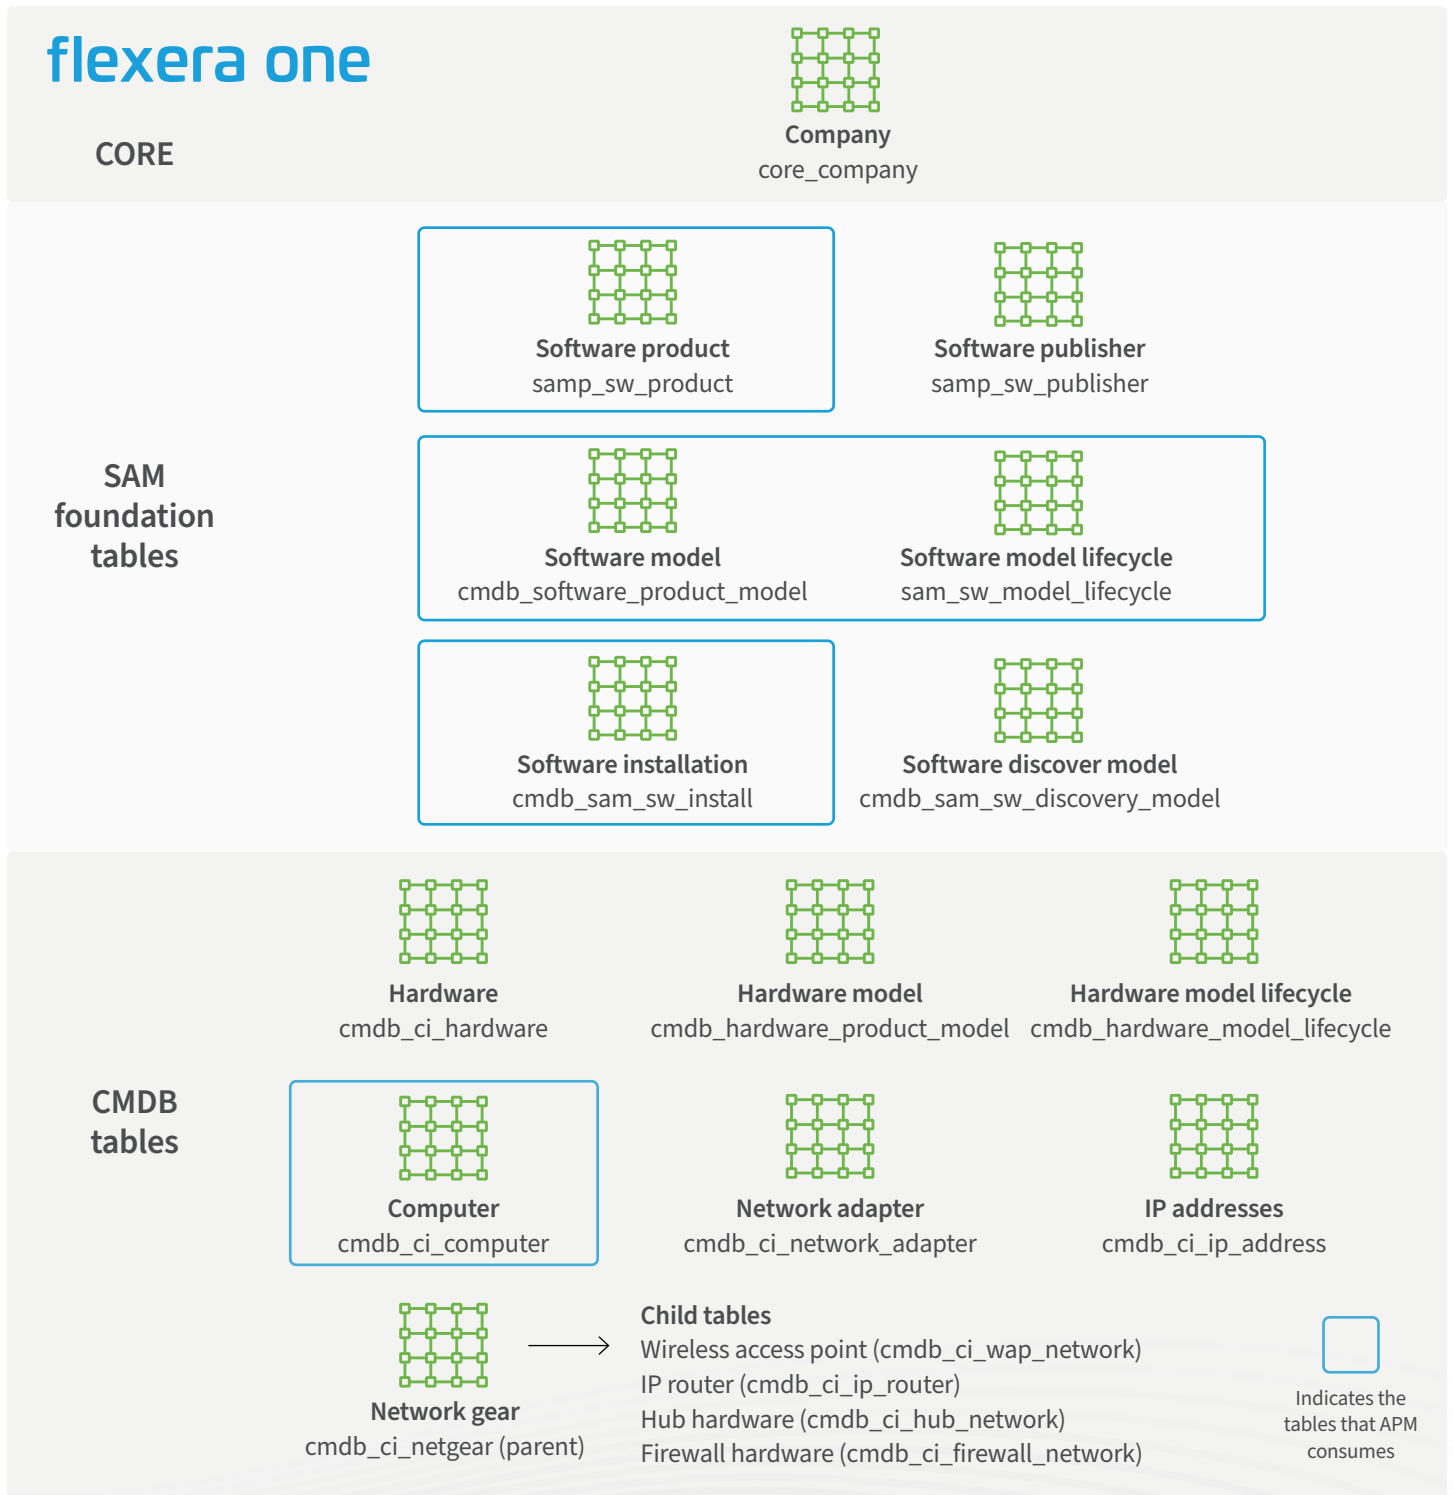 flexera one
CORE
Company
core_company
SAM
foundation
tables
Software product
samp_sw_product
Software publisher
samp_sw_publisher
Software model
cmdb_software_product_model
Software model lifecycle
sam_sw_model_lifecycle
Software installation
cmdb_sam_sw_install
Software discover model
cmdb_sam_sw_discovery_model
CMDB
tables
Hardware
cmdb_ci_hardware
Hardware model
cmdb_hardware_product_model
Hardware model lifecycle
cmdb_hardware_model_lifecycle
Computer
cmdb_ci_computer
Network adapter
cmdb_ci_network_adapter
IP addresses
cmdb_ci_ip_address
Network gear
cmdb_ci_netgear (parent)
Child tables
Wireless access point (cmdb_ci_wap_network)
IP router (cmdb_ci_ip_router)
Hub hardware (cmdb_ci_hub_network)
Firewall hardware (cmdb_ci_firewall_network)
Indicates the
tables that APM
consumes